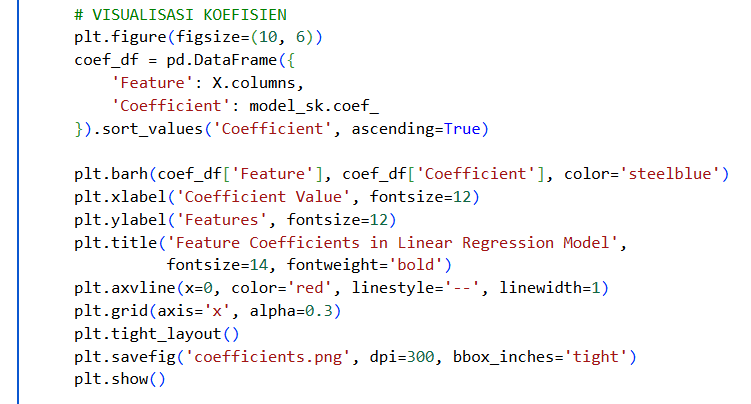 # VISUALISASI KOEFISIEN
plt.figure(figsize=(10, 6))
coef_df = pd.DataFrame({
    'Feature': X.columns,
    'Coefficient': model_sk.coef_
}).sort_values('Coefficient', ascending=True)

plt.barh(coef_df['Feature'], coef_df['Coefficient'], color='steelblue')
plt.xlabel('Coefficient Value', fontsize=12)
plt.ylabel('Features', fontsize=12)
plt.title('Feature Coefficients in Linear Regression Model',
          fontsize=14, fontweight='bold')
plt.axvline(x=0, color='red', linestyle='--', linewidth=1)
plt.grid(axis='x', alpha=0.3)
plt.tight_layout()
plt.savefig('coefficients.png', dpi=300, bbox_inches='tight')
plt.show()